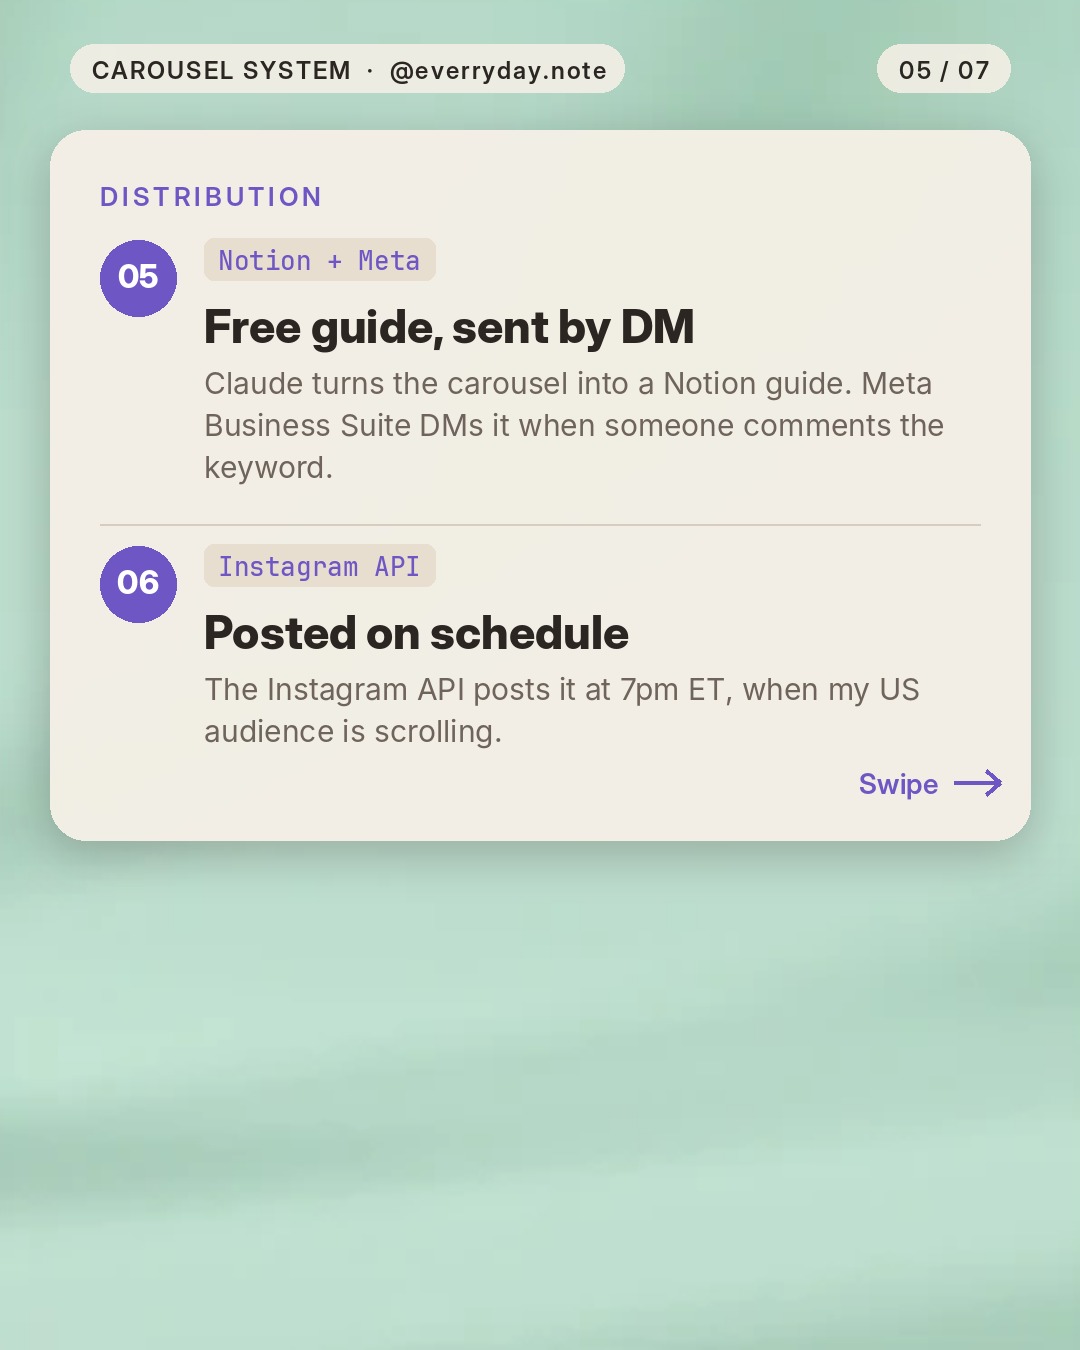 CAROUSEL SYSTEM · @everryday.note
05 / 07
DISTRIBUTION
05
Notion + Meta
Free guide, sent by DM
Claude turns the carousel into a Notion guide. Meta
Business Suite DMs it when someone comments the
keyword.
06
Instagram API
Posted on schedule
The Instagram API posts it at 7pm ET, when my US
audience is scrolling.
Swipe →